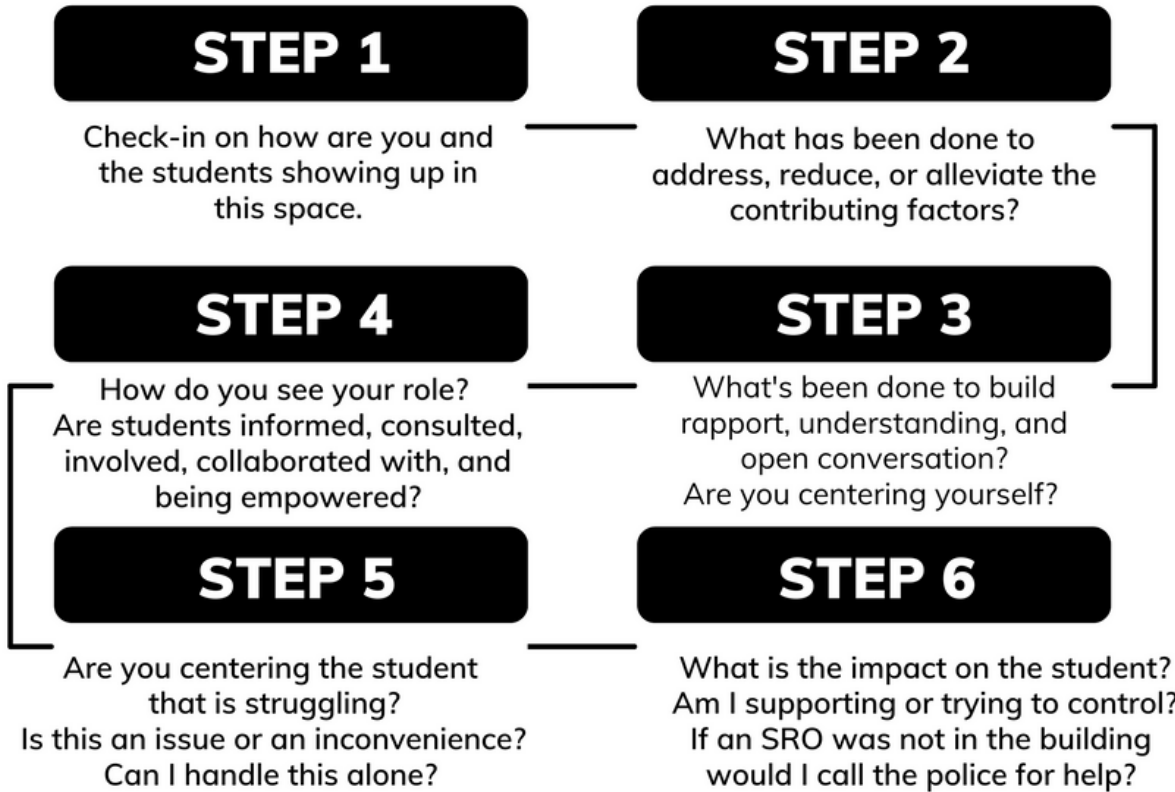 STEP 1
Check-in on how are you and
the students showing up in
this space.
STEP 2
What has been done to
address, reduce, or alleviate the
contributing factors?
STEP 3
What's been done to build
rapport, understanding, and
open conversation?
Are you centering yourself?
STEP 4
How do you see your role?
Are students informed, consulted,
involved, collaborated with, and
being empowered?
STEP 5
Are you centering the student
that is struggling?
Is this an issue or an inconvenience?
Can I handle this alone?
STEP 6
What is the impact on the student?
Am I supporting or trying to control?
If an SRO was not in the building
would I call the police for help?